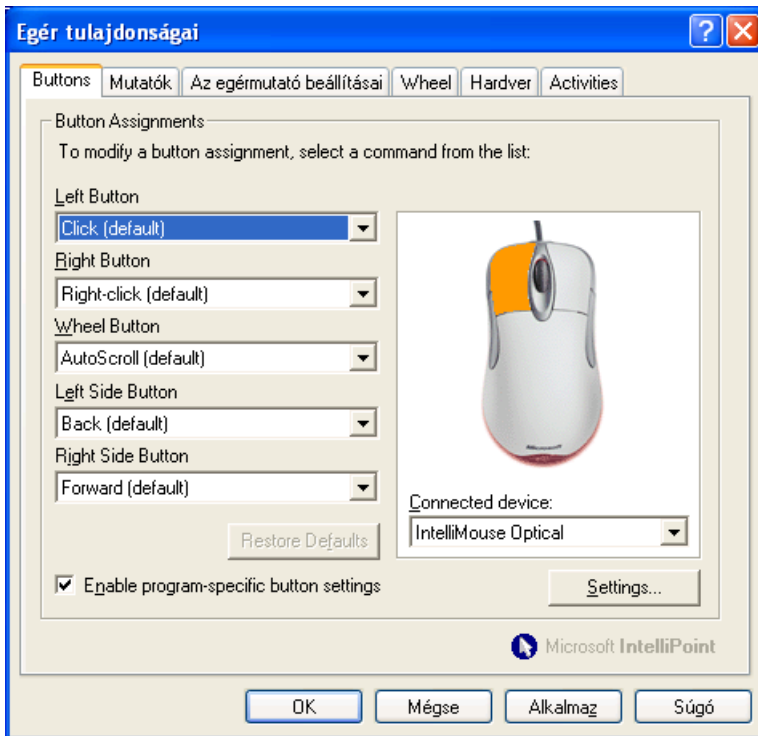 Egér tulajdonságai
Buttons Mutatók Az egérmutató beállításai Wheel Hardver Activities
Button Assignments
To modify a button assignment, select a command from the list:
Left Button
Click (default)
Right Button
Right-click (default)
Wheel Button
AutoScroll (default)
Left Side Button
Back (default)
Right Side Button
Forward (default)
Restore Defaults
Microsoft
Connected device:
IntelliMouse Optical
Enable program-specific button settings
Settings...
Microsoft IntelliPoint
OK Mégse Alkalmaz Súgó